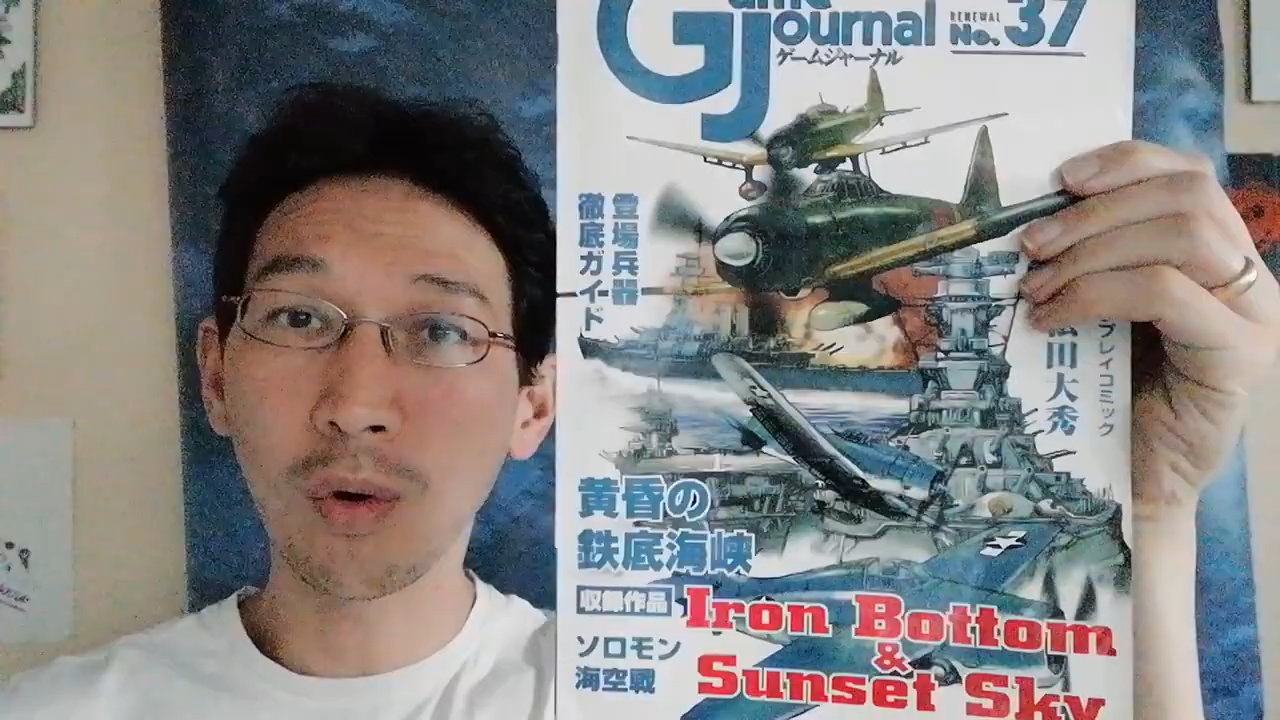 Game
Journal
RENEWAL
No. 37
ゲームジャーナル
登場兵器
徹底ガイド
プレイコミック
田大秀
黄昏の
鉄底海峡
収録作品
ソロモン
海空戦
Iron Bottom
&
Sunset Sky